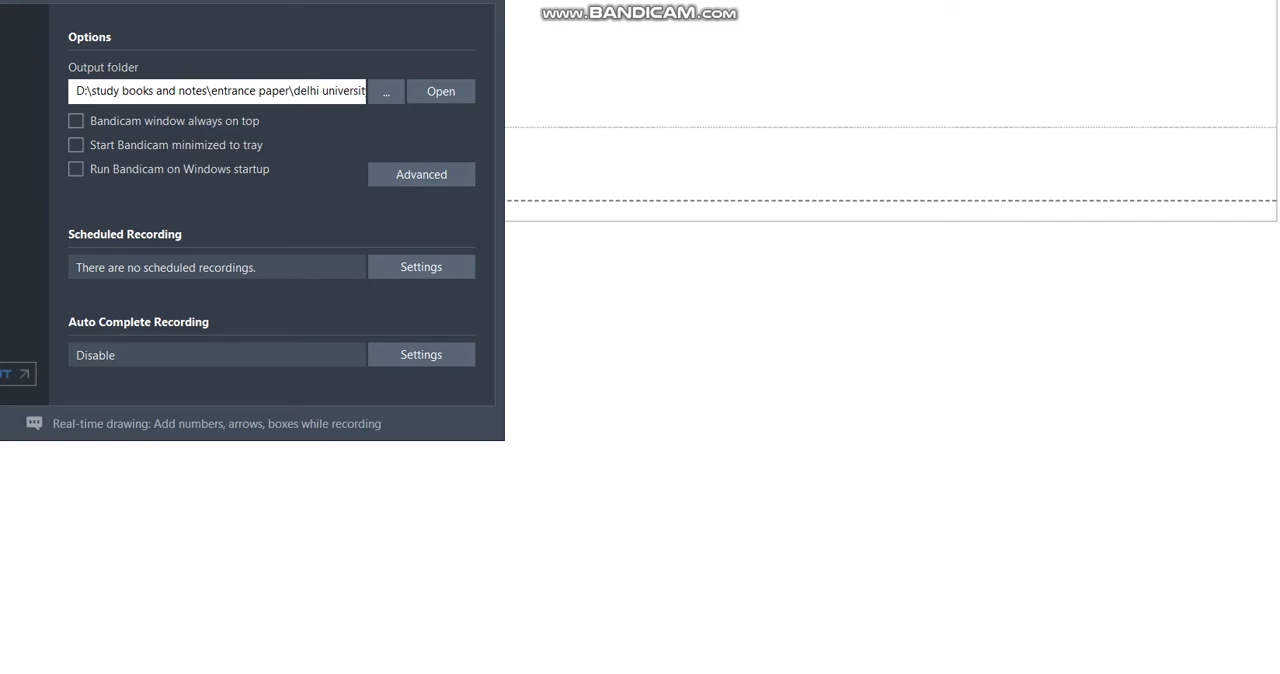 www.BANDICAM.com
Options
Output folder
D:\study books and notes\entrance paper\delhi universit
...
Open
Bandicam window always on top
Start Bandicam minimized to tray
Run Bandicam on Windows startup
Advanced
Scheduled Recording
There are no scheduled recordings.
Settings
Auto Complete Recording
Disable
Settings
Real-time drawing: Add numbers, arrows, boxes while recording